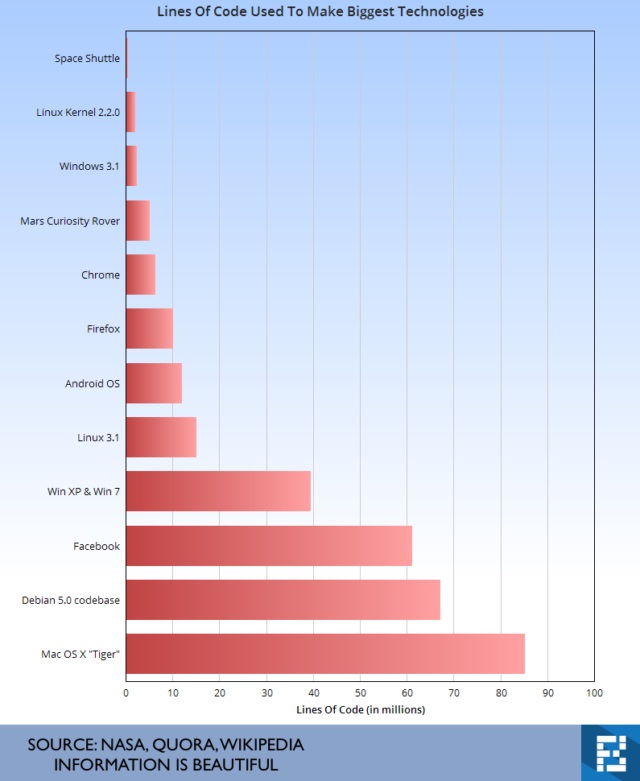 Lines Of Code Used To Make Biggest Technologies
Space Shuttle
Linux Kernel 2.2.0
Windows 3.1
Mars Curiosity Rover
Chrome
Firefox
Android OS
Linux 3.1
Win XP & Win 7
Facebook
Debian 5.0 codebase
Mac OS X "Tiger"
0 10 20 30 40 50 60 70 80 90 100
Lines Of Code (in millions)
SOURCE: NASA, QUORA, WIKIPEDIA
INFORMATION IS BEAUTIFUL